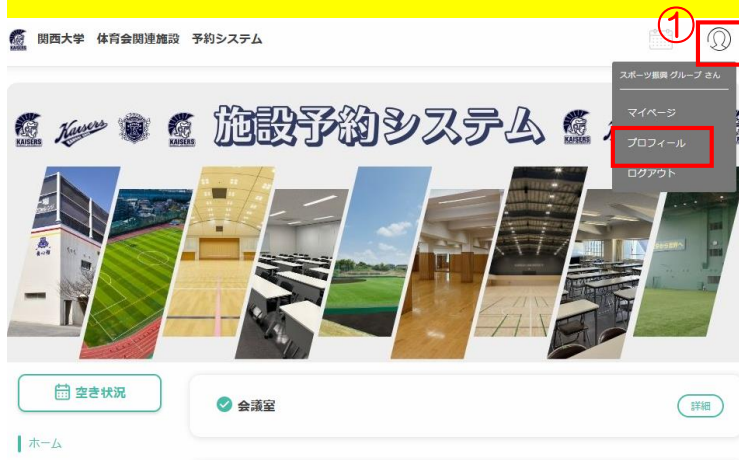 ①
関西大学 体育会関連施設 予約システム
スポーツ振興 グループ さん
マイページ
プロフィール
ログアウト
KAISERS Kaisers KAISERS 施設予約システム KAISERS
空き状況
会議室
詳細
ホーム